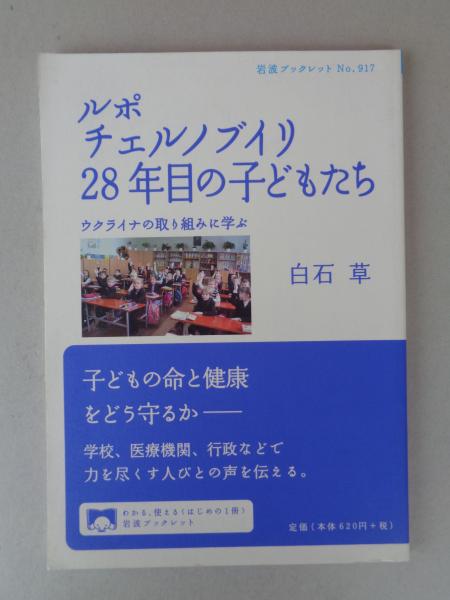 岩波ブックレット No. 917
ルポ
チェルノブイリ
28年目の子どもたち
ウクライナの取り組みに学ぶ
白石 草
子どもの命と健康
をどう守るか——
学校、医療機関、行政などで
力を尽くす人びとの声を伝える。
わかる、使える《はじめの1冊》
岩波ブックレット
定価(本体620円+税)